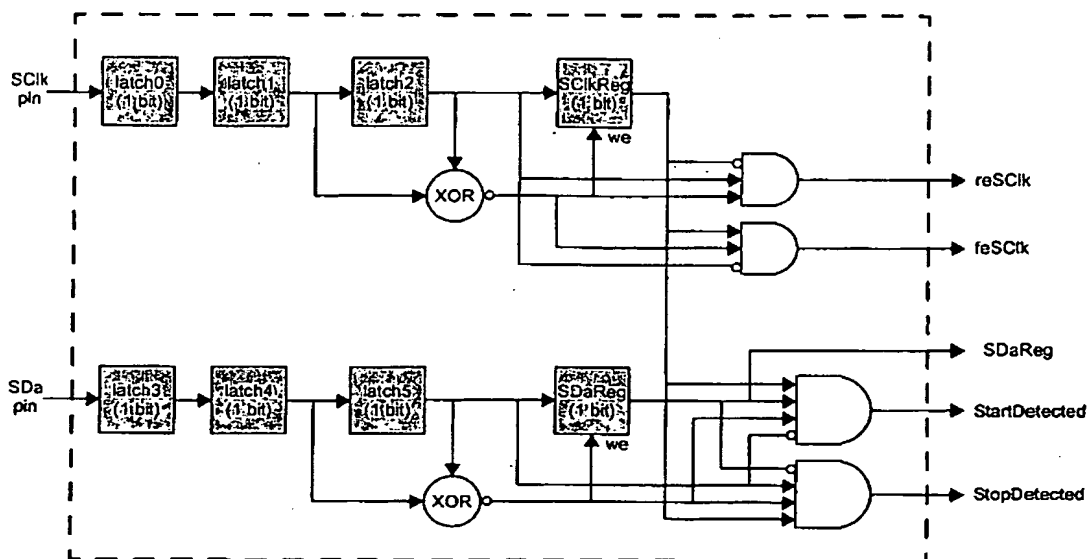 SClk
pin
latch0
(1 bit)
latch1
(1 bit)
latch2
(1 bit)
SClkReg
(1 bit)
we
XOR
reSClk
feSClk
SDa
pin
latch3
(1 bit)
latch4
(1 bit)
latch5
(1 bit)
SDaReg
(1 bit)
we
XOR
SDaReg
StartDetected
StopDetected